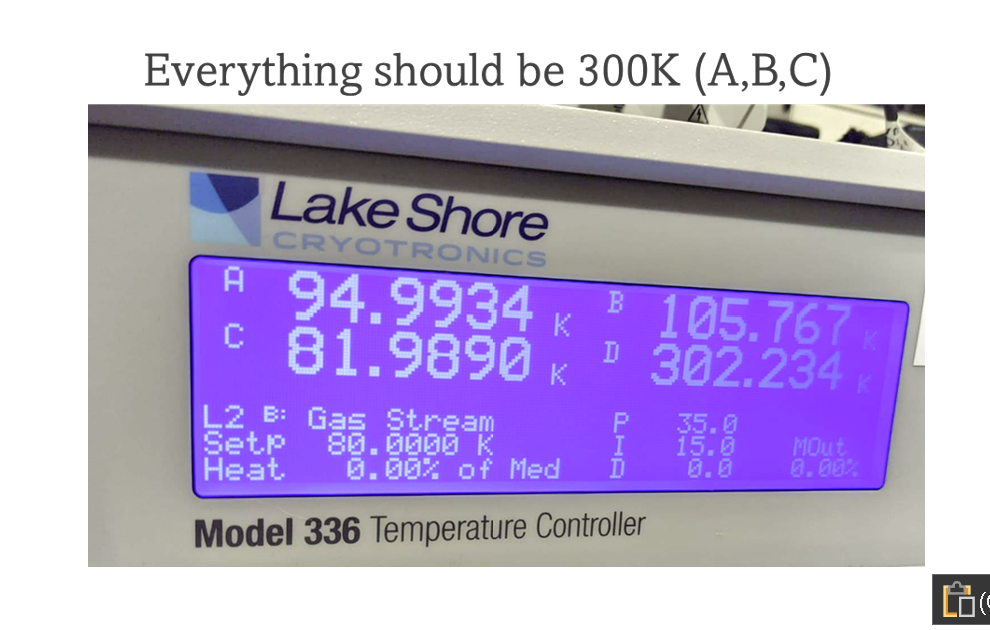 Everything should be 300K (A,B,C)
Lake Shore
CRYOTRONICS
A 94.9934 K B 105.767 K
C 81.9890 K D 302.234 K
L2 B: Gas Stream P 35.0
Setp 80.0000 K I 15.0 MOut
Heat 0.00% of Med D 0.0 0.00%
Model 336 Temperature Controller